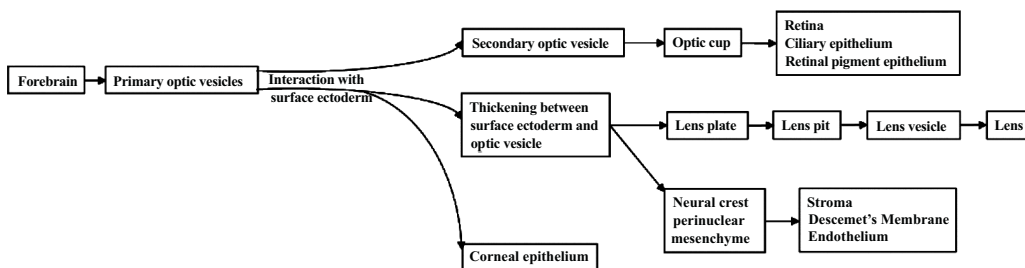 Forebrain
Primary optic vesicles
Interaction with
surface ectoderm
Secondary optic vesicle
Optic cup
Retina
Ciliary epithelium
Retinal pigment epithelium
Thickening between
surface ectoderm and
optic vesicle
Lens plate
Lens pit
Lens vesicle
Lens
Neural crest
perinuclear
mesenchyme
Stroma
Descemet's Membrane
Endothelium
Corneal epithelium